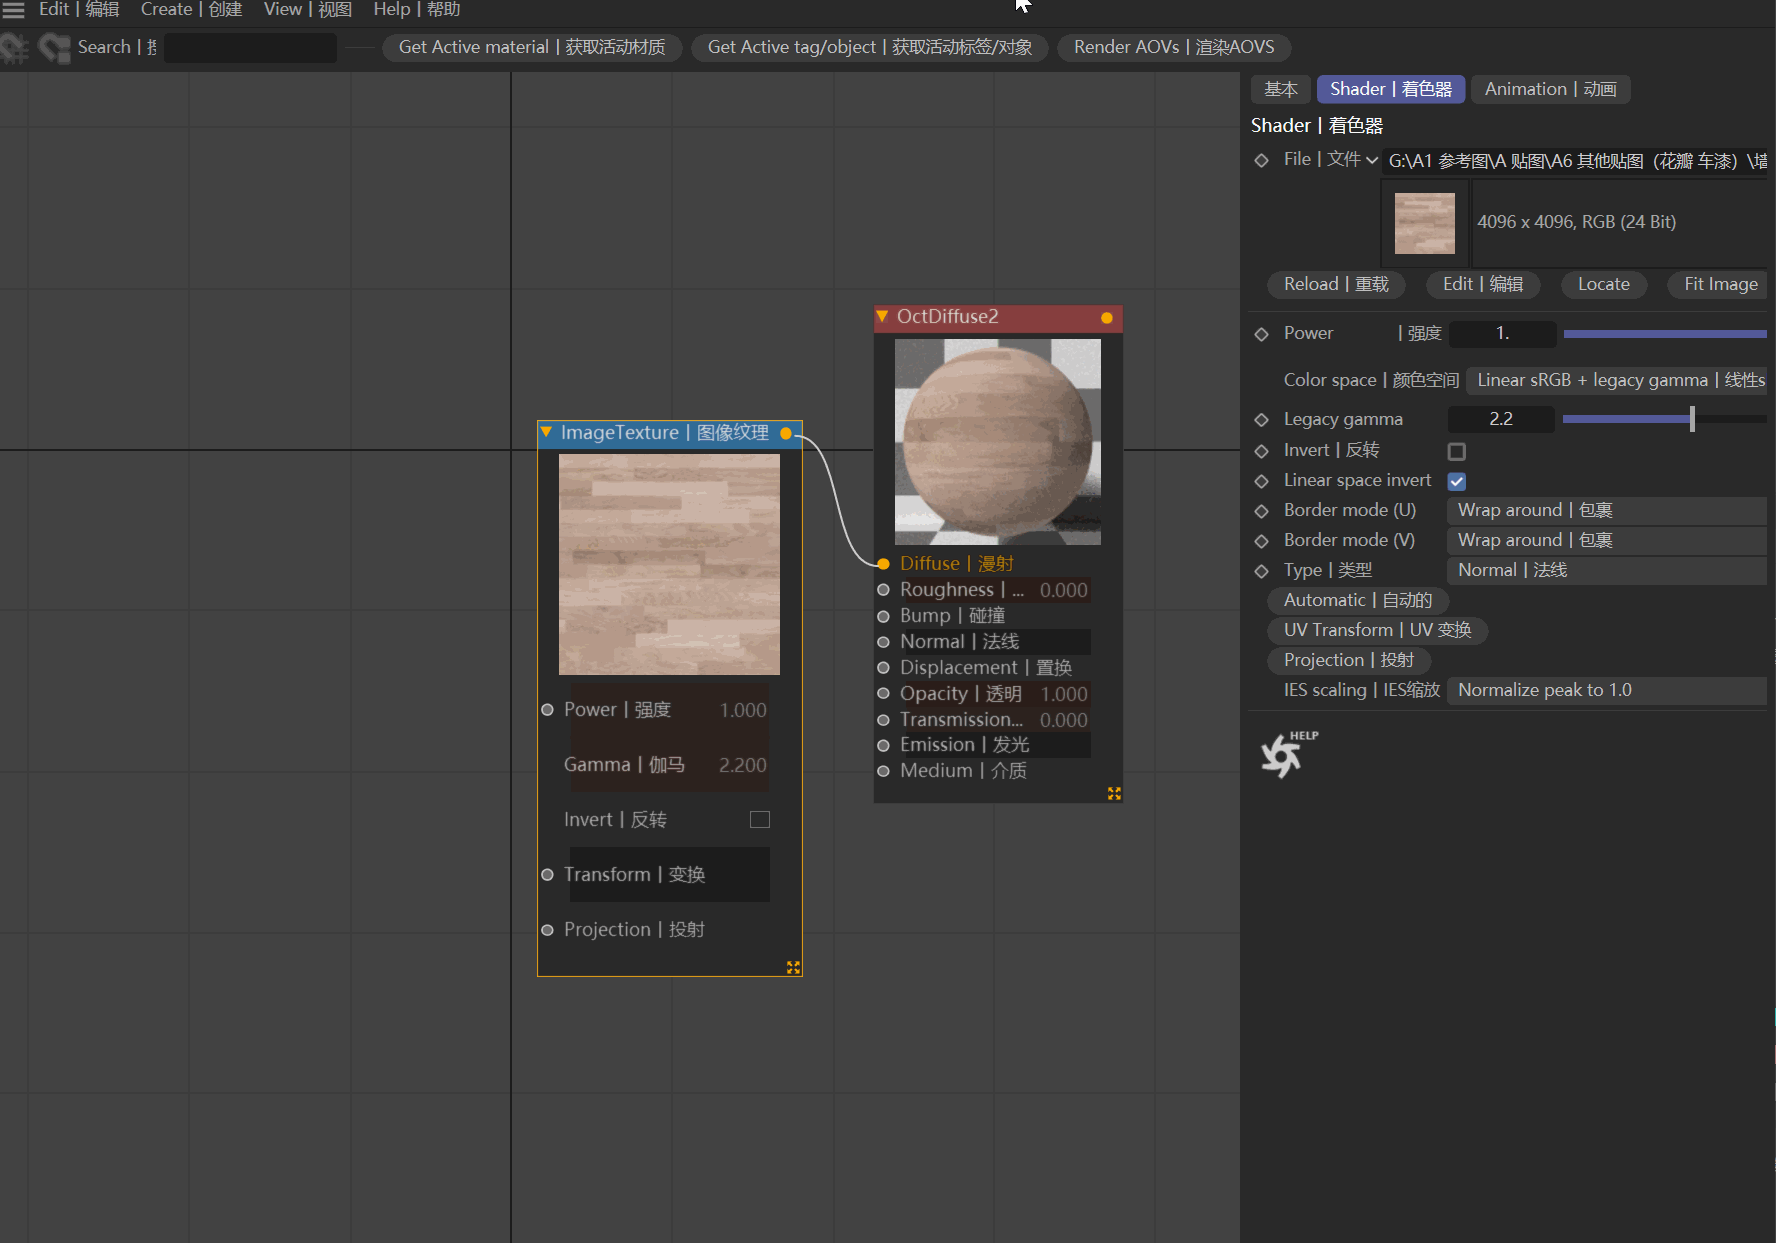 Edit | 编辑 Create | 创建 View | 视图 Help | 帮助
Search | Get Active material | 获取活动材质 Get Active tag/object | 获取活动标签/对象 Render AOVs | 渲染AOVS
基本 Shader | 着色器 Animation | 动画
Shader | 着色器
File | 文件 G:\A1 参考图\A 贴图\A6 其他贴图（花瓣 车漆）\墙
4096 x 4096, RGB (24 Bit)
Reload | 重载 Edit | 编辑 Locate Fit Image
Power | 强度 1.
Color space | 颜色空间 Linear sRGB + legacy gamma | 线性s
Legacy gamma 2.2
Invert | 反转
Linear space invert
Border mode (U) Wrap around | 包裹
Border mode (V) Wrap around | 包裹
Type | 类型 Normal | 法线
Automatic | 自动的
UV Transform | UV 变换
Projection | 投射
IES scaling | IES缩放 Normalize peak to 1.0
HELP
ImageTexture | 图像纹理
Power | 强度 1.000
Gamma | 伽马 2.200
Invert | 反转
Transform | 变换
Projection | 投射
OctDiffuse2
Diffuse | 漫射
Roughness | ... 0.000
Bump | 碰撞
Normal | 法线
Displacement | 置换
Opacity | 透明 1.000
Transmission... 0.000
Emission | 发光
Medium | 介质